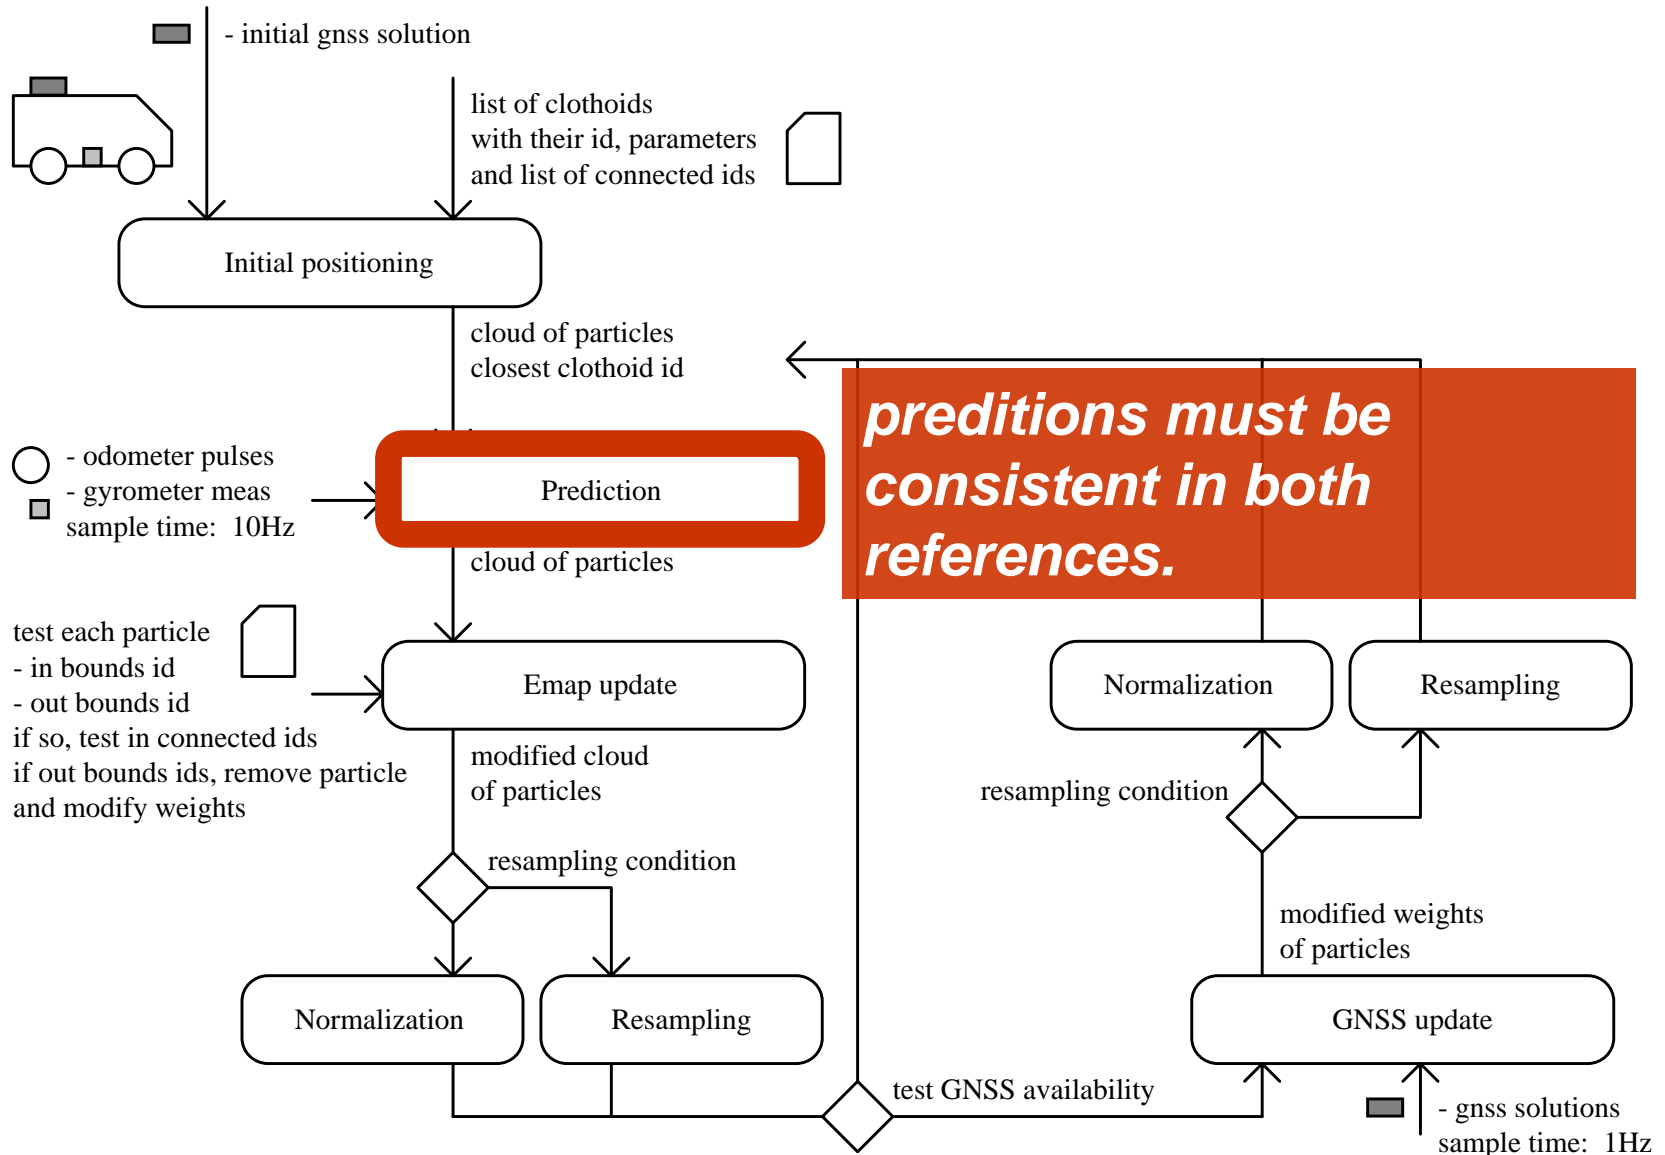 - initial gnss solution
list of clothoids
with their id, parameters
and list of connected ids
Initial positioning
cloud of particles
closest clothoid id
preditions must be
consistent in both
references.
- odometer pulses
- gyrometer meas
sample time: 10Hz
Prediction
cloud of particles
test each particle
- in bounds id
- out bounds id
if so, test in connected ids
if out bounds ids, remove particle
and modify weights
Emap update
Normalization
Resampling
modified cloud
of particles
resampling condition
resampling condition
modified weights
of particles
Normalization
Resampling
GNSS update
test GNSS availability
- gnss solutions
sample time: 1Hz